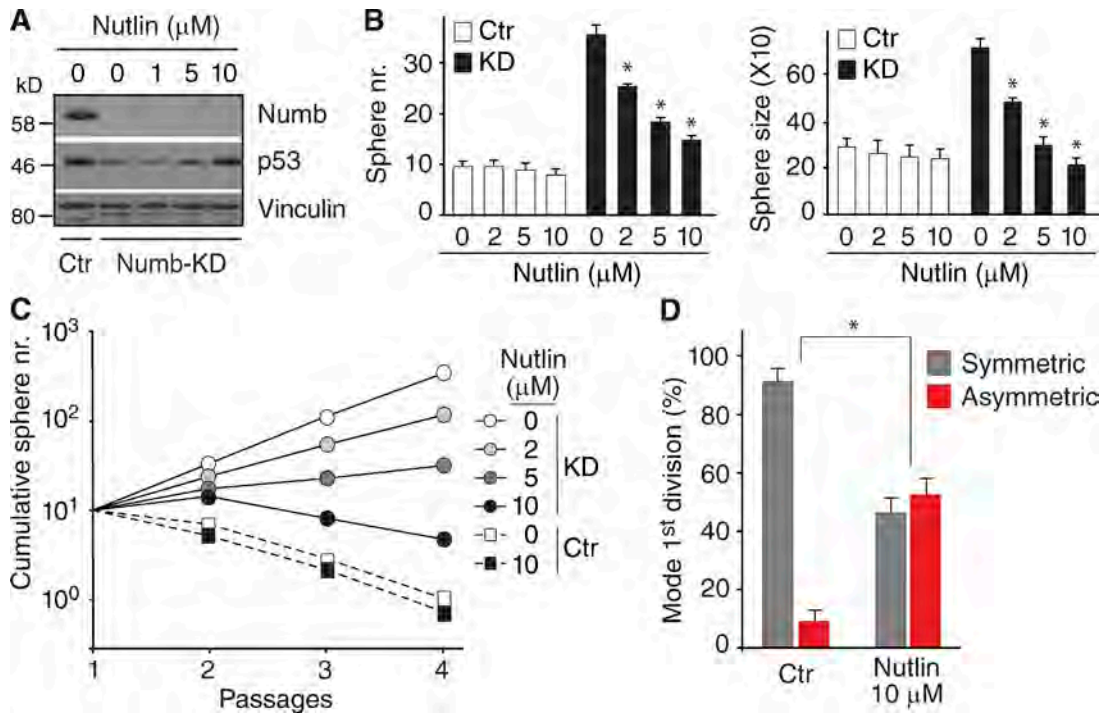 A
Nutlin (μM)
kD 0 0 1 5 10
58 Numb
46 p53
80 Vinculin
Ctr Numb-KD
B
Ctr
KD
Sphere nr.
30
20
10
0
* * *
0 2 5 10 0 2 5 10
Nutlin (μM)
Ctr
KD
Sphere size (X10)
60
40
20
0
* * *
0 2 5 10 0 2 5 10
Nutlin (μM)
C
Cumulative sphere nr.
10³
10²
10¹
10⁰
1 2 3 4
Passages
Nutlin
(μM)
0
2
5
10
KD
0
10
Ctr
D
Mode 1st division (%)
100
80
60
40
20
0
*
Symmetric
Asymmetric
Ctr Nutlin
10 μM